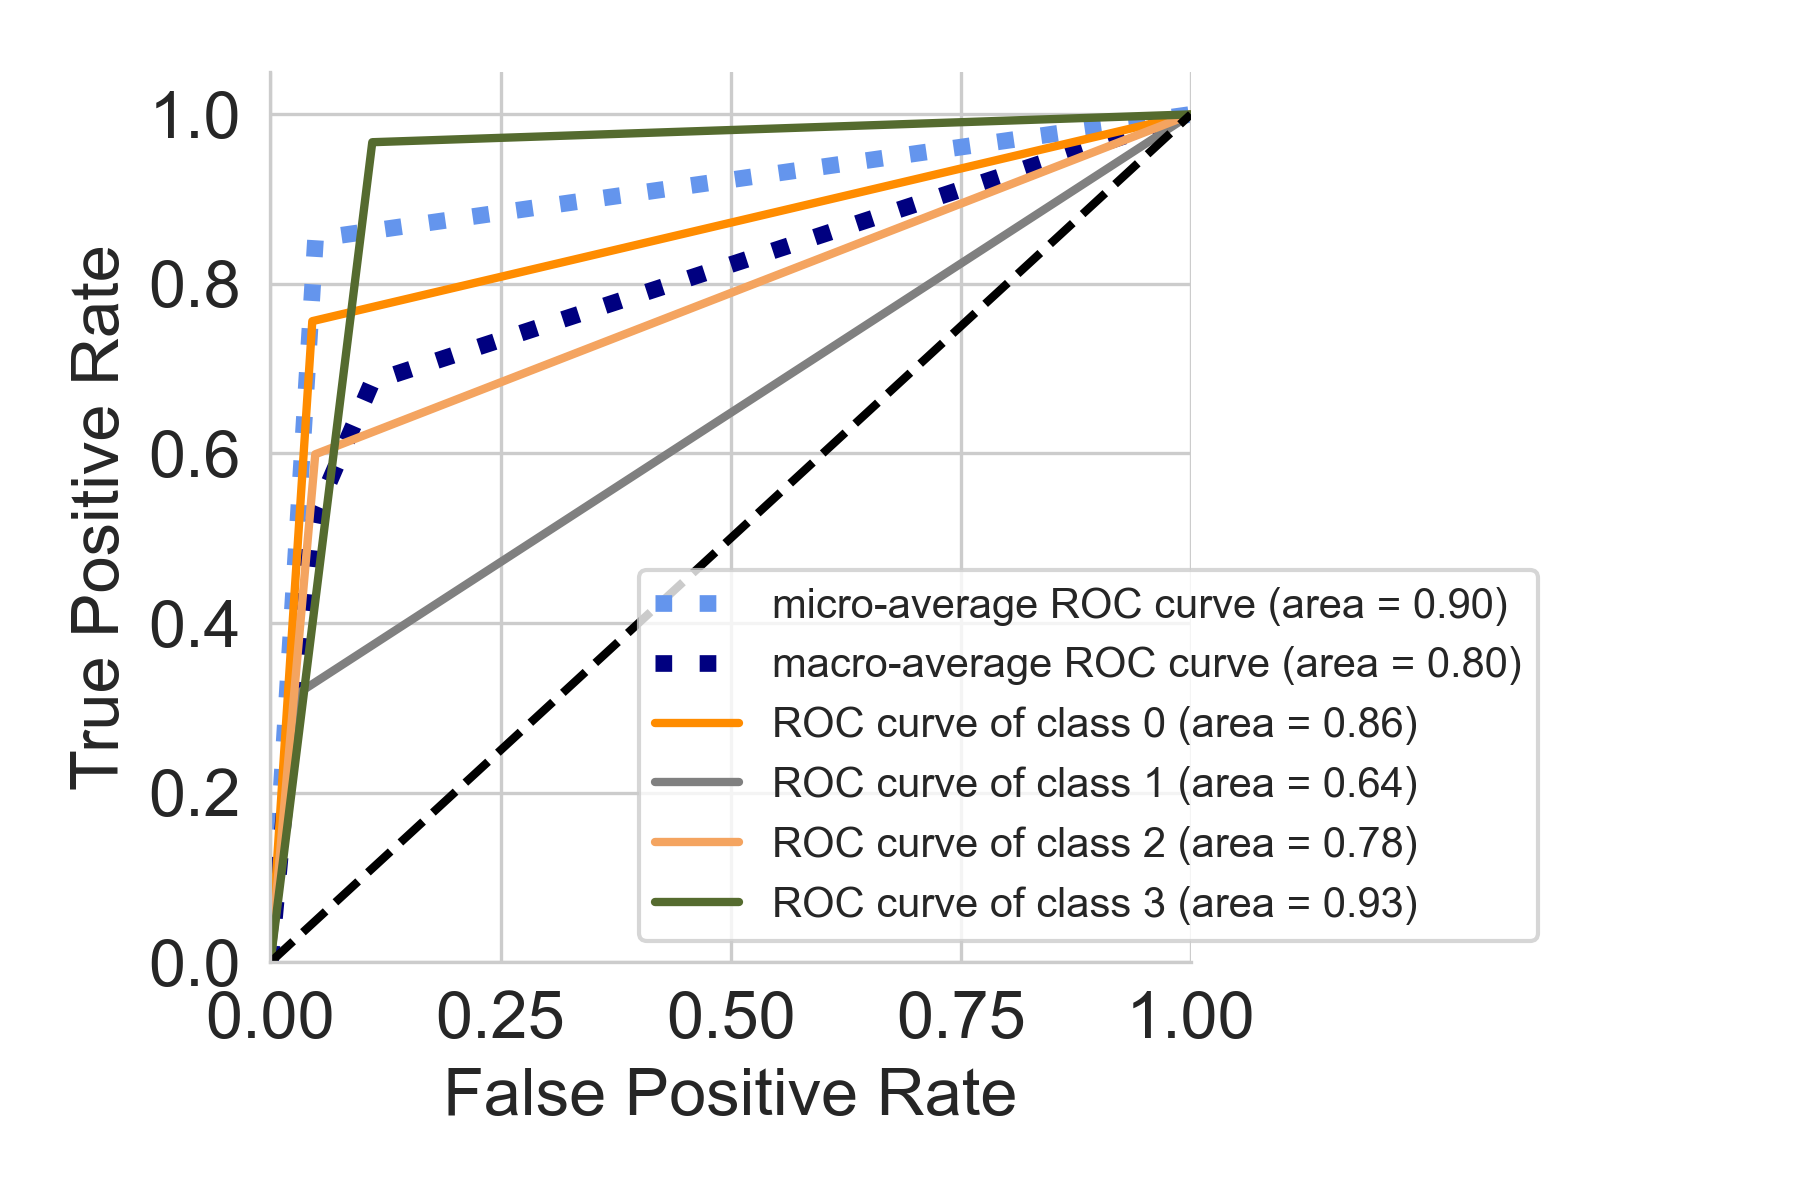 1.0
0.8
0.6
0.4
0.2
0.0
True Positive Rate
micro-average ROC curve (area = 0.90)
macro-average ROC curve (area = 0.80)
ROC curve of class 0 (area = 0.86)
ROC curve of class 1 (area = 0.64)
ROC curve of class 2 (area = 0.78)
ROC curve of class 3 (area = 0.93)
0.00 0.25 0.50 0.75 1.00
False Positive Rate